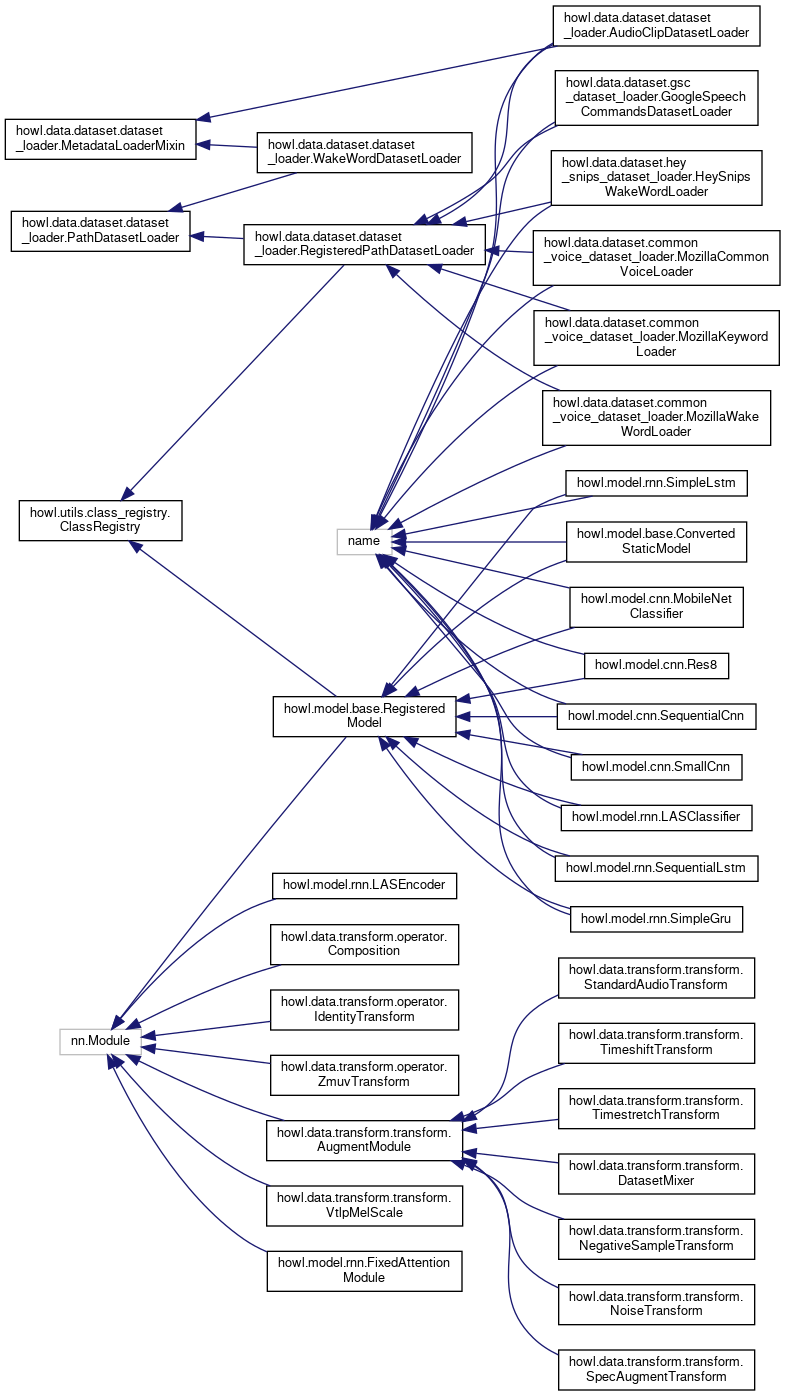 howl.data.dataset.dataset
_loader.AudioClipDatasetLoader
howl.data.dataset.gsc
_dataset_loader.GoogleSpeech
CommandsDatasetLoader
howl.data.dataset.dataset
_loader.MetadataLoaderMixin
howl.data.dataset.dataset
_loader.WakeWordDatasetLoader
howl.data.dataset.hey
_snips_dataset_loader.HeySnips
WakeWordLoader
howl.data.dataset.dataset
_loader.PathDatasetLoader
howl.data.dataset.dataset
_loader.RegisteredPathDatasetLoader
howl.data.dataset.common
_voice_dataset_loader.MozillaCommon
VoiceLoader
howl.data.dataset.common
_voice_dataset_loader.MozillaKeyword
Loader
howl.data.dataset.common
_voice_dataset_loader.MozillaWake
WordLoader
howl.model.rnn.SimpleLstm
howl.utils.class_registry.
ClassRegistry
name
howl.model.base.Converted
StaticModel
howl.model.cnn.MobileNet
Classifier
howl.model.cnn.Res8
howl.model.base.Registered
Model
howl.model.cnn.SequentialCnn
howl.model.cnn.SmallCnn
howl.model.rnn.LASClassifier
howl.model.rnn.SequentialLstm
howl.model.rnn.LASEncoder
howl.model.rnn.SimpleGru
howl.data.transform.operator.
Composition
howl.data.transform.transform.
StandardAudioTransform
howl.data.transform.operator.
IdentityTransform
nn.Module
howl.data.transform.transform.
TimeshiftTransform
howl.data.transform.operator.
ZmuvTransform
howl.data.transform.transform.
TimestretchTransform
howl.data.transform.transform.
AugmentModule
howl.data.transform.transform.
DatasetMixer
howl.data.transform.transform.
VtlpMelScale
howl.data.transform.transform.
NegativeSampleTransform
howl.model.rnn.FixedAttention
Module
howl.data.transform.transform.
NoiseTransform
howl.data.transform.transform.
SpecAugmentTransform